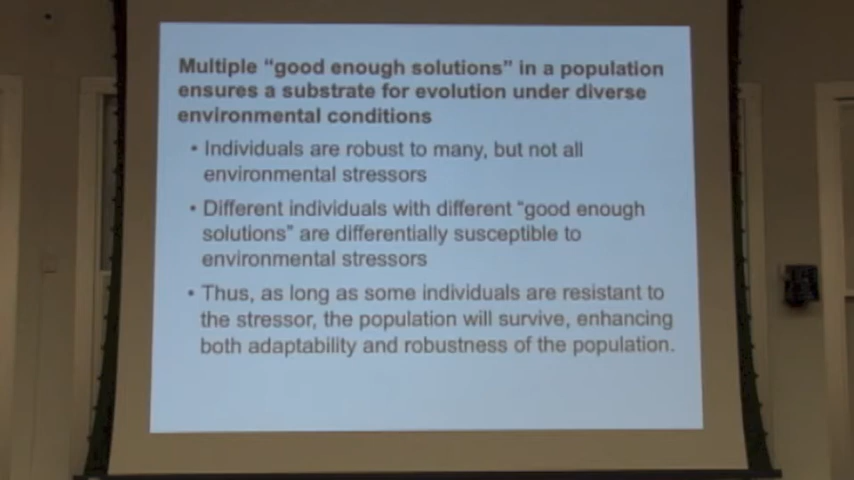 Multiple “good enough solutions” in a population
ensures a substrate for evolution under diverse
environmental conditions
• Individuals are robust to many, but not all
environmental stressors
• Different individuals with different “good enough
solutions” are differentially susceptible to
environmental stressors
• Thus, as long as some individuals are resistant to
the stressor, the population will survive, enhancing
both adaptability and robustness of the population.